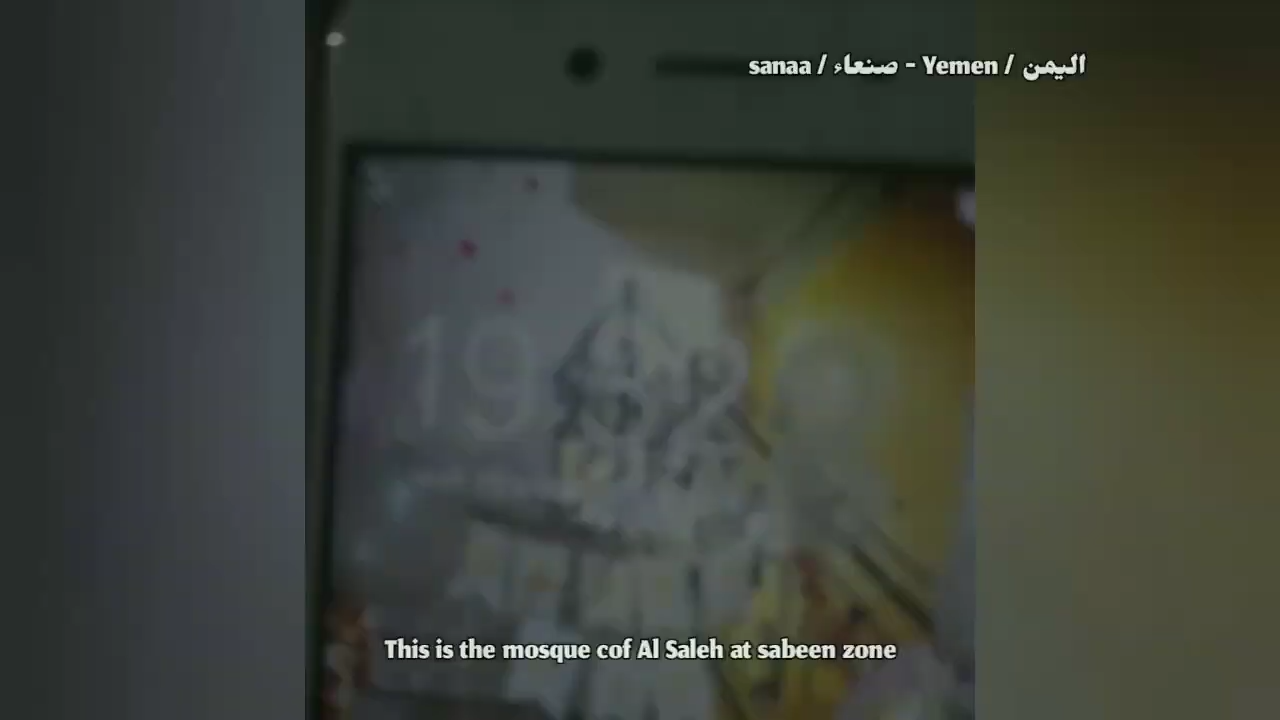 sanaa / صنعاء - Yemen / اليمن
This is the mosque cof Al Saleh at sabeen zone